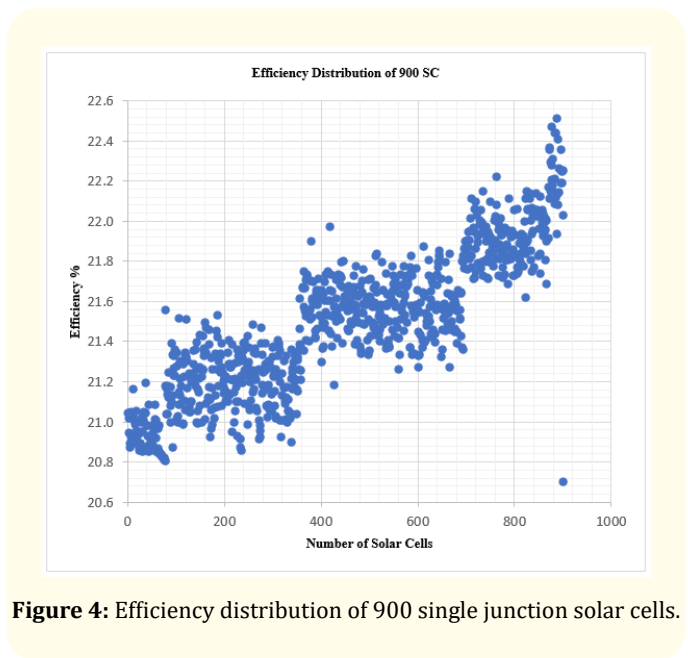 Efficiency Distribution of 900 SC
22.6
22.4
22.2
22.0
21.8
21.6
21.4
21.2
21.0
20.8
20.6
Efficiency %
0 200 400 600 800 1000
Number of Solar Cells
Figure 4: Efficiency distribution of 900 single junction solar cells.